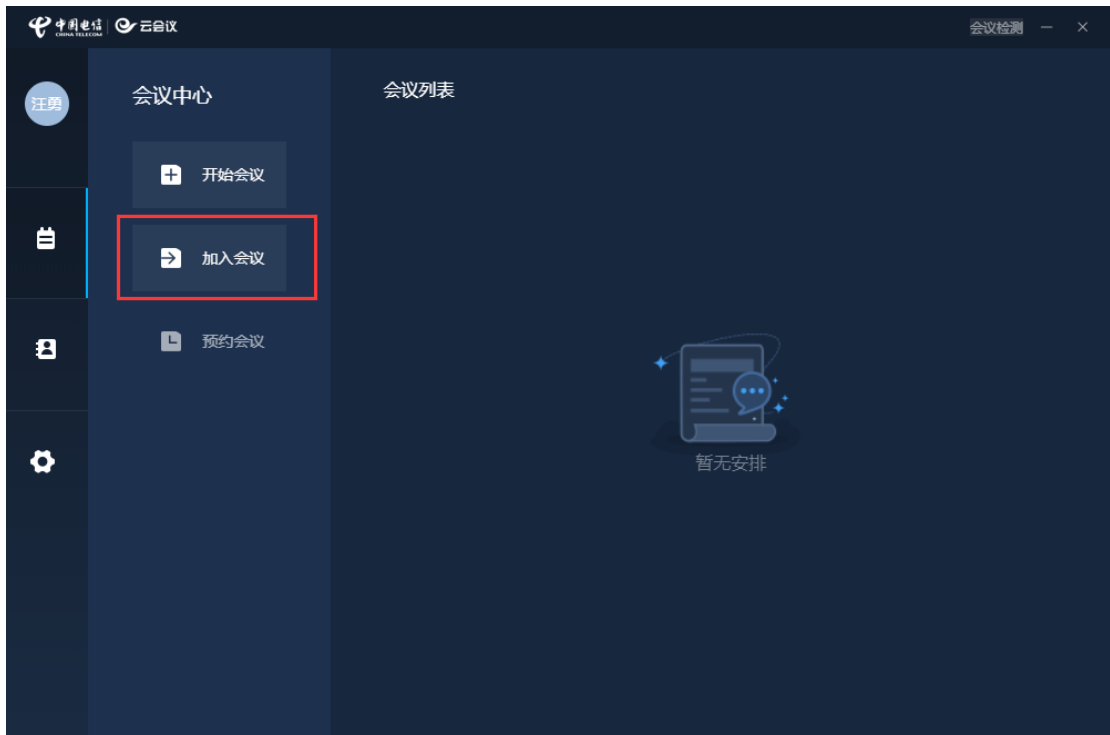 中国电信 云会议
CHINA TELECOM
会议检测
汪勇
会议中心
会议列表
开始会议
加入会议
预约会议
暂无安排